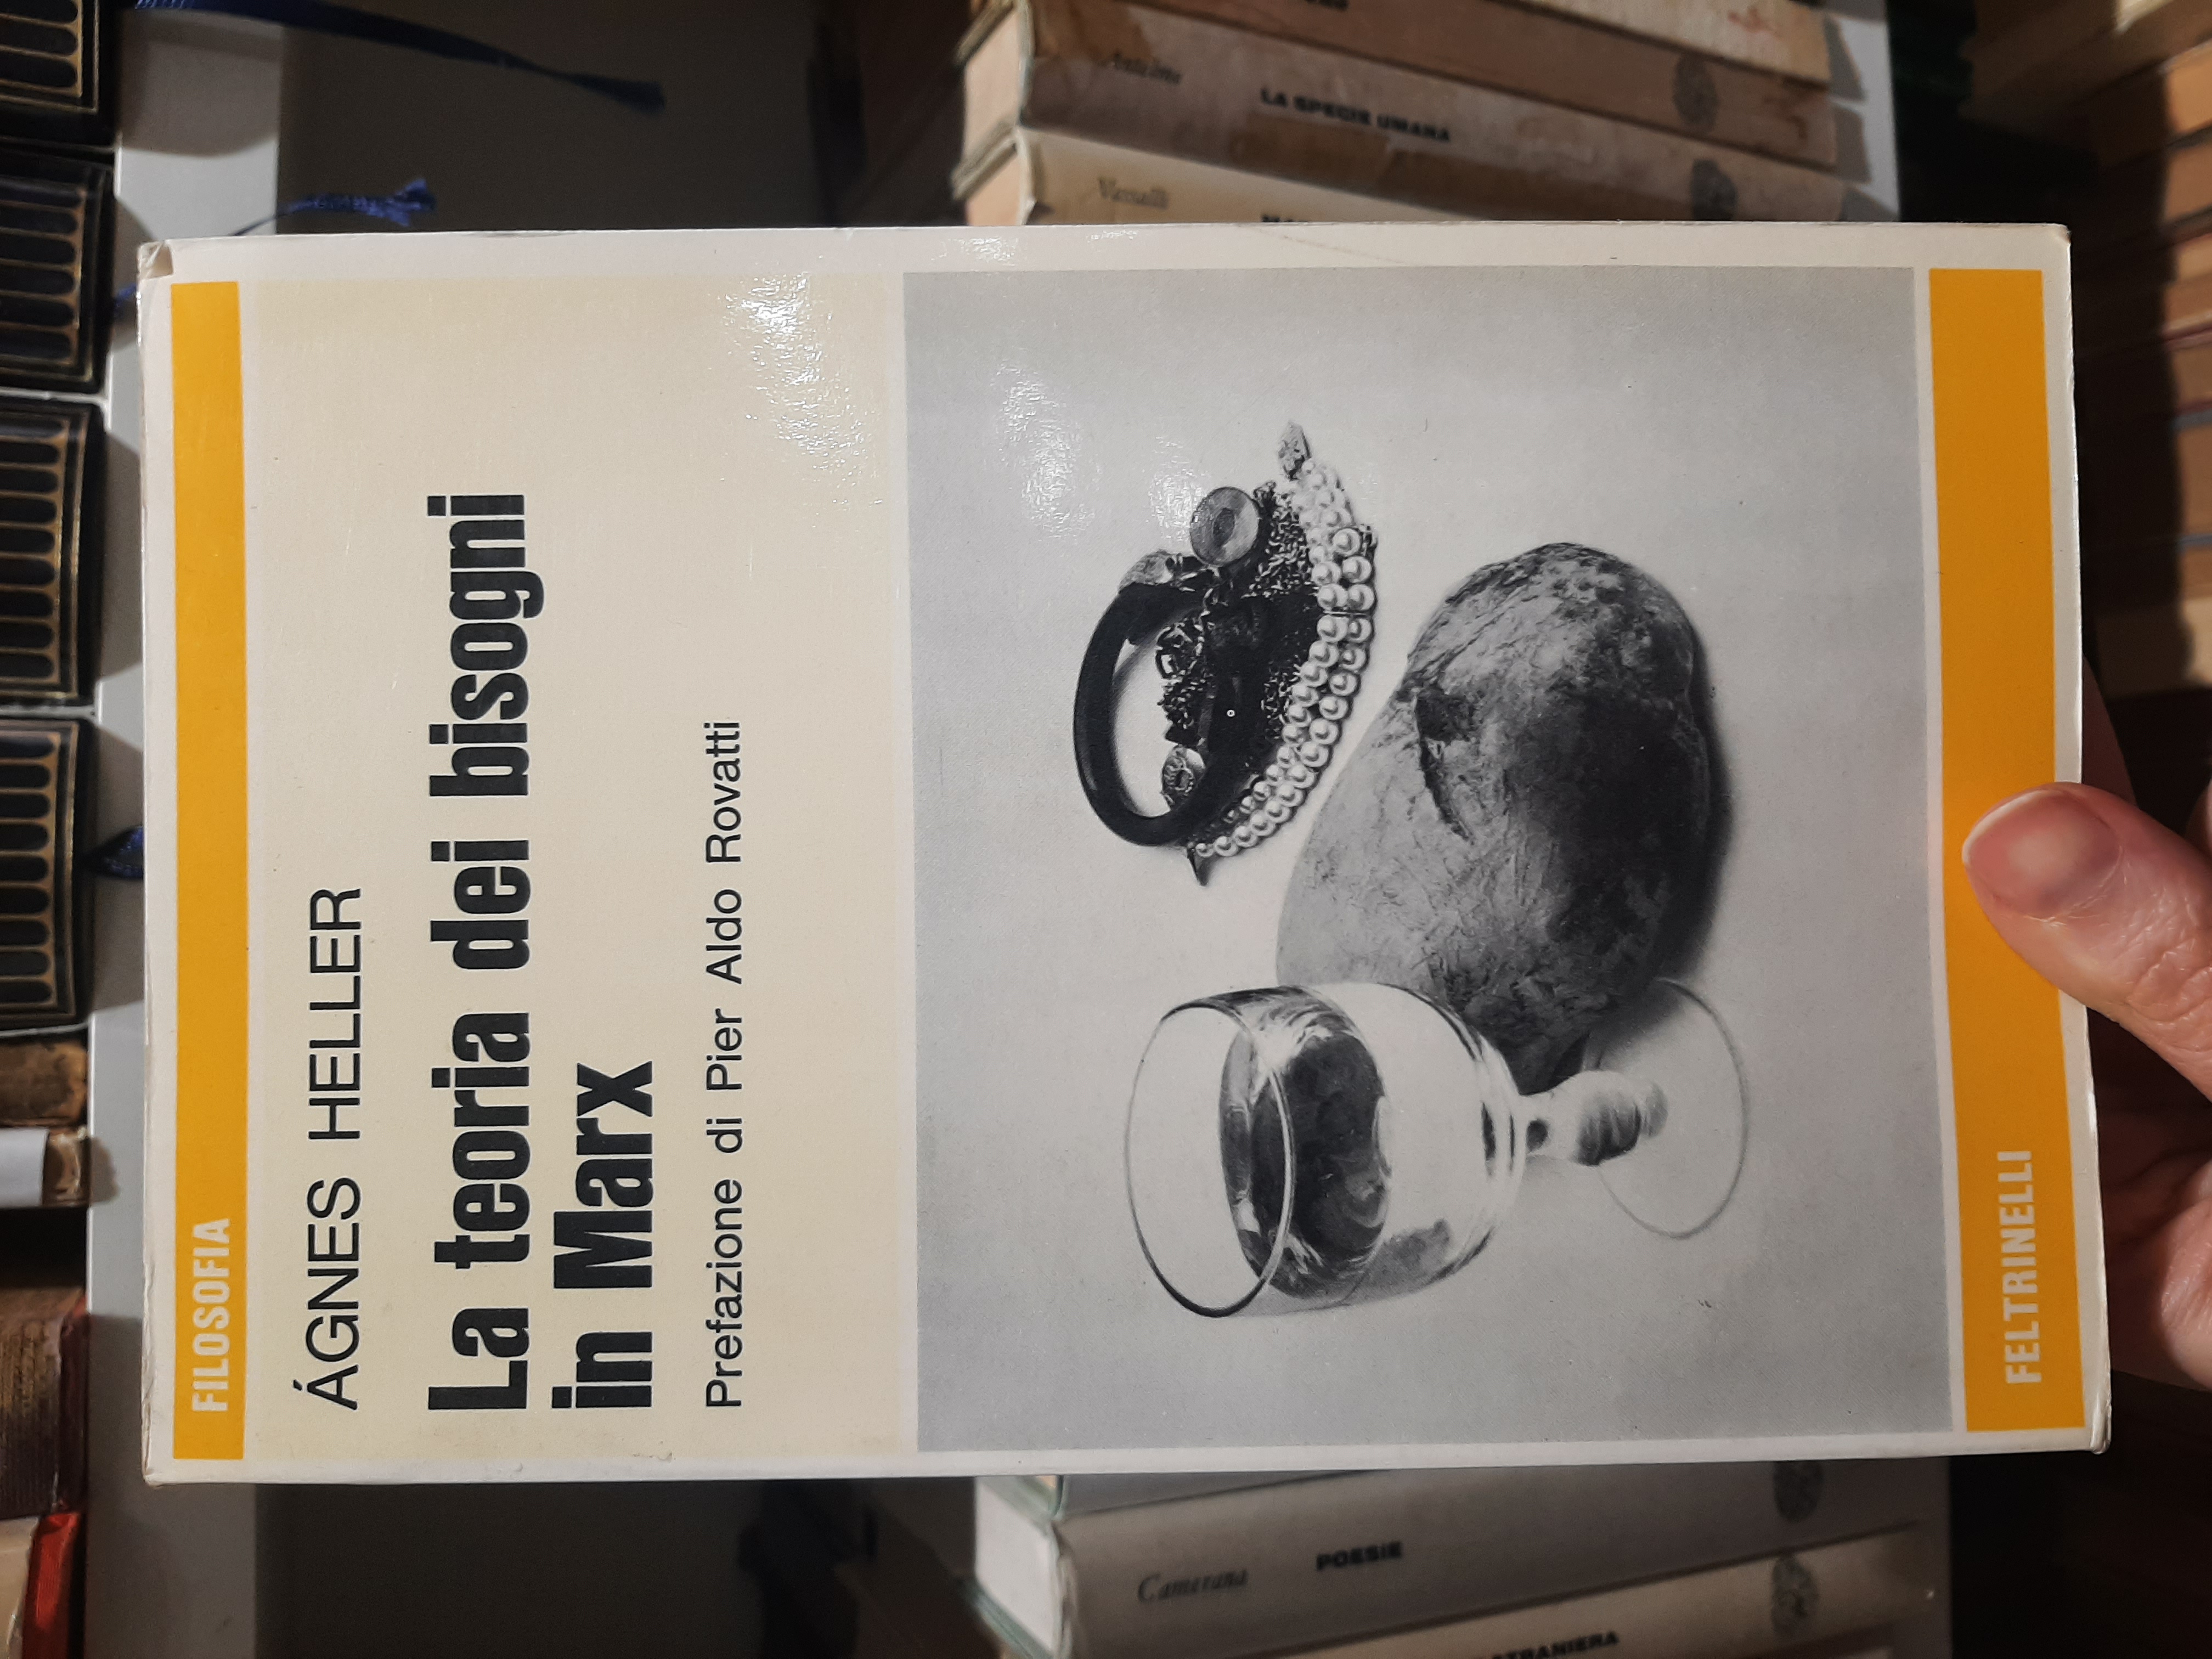 FILOSOFIA
ÁGNES HELLER
La teoria dei bisogni
in Marx
Prefazione di Pier Aldo Rovatti
FELTRINELLI
Antelme
LA SPECIE UMANA
Camerana
POESIE